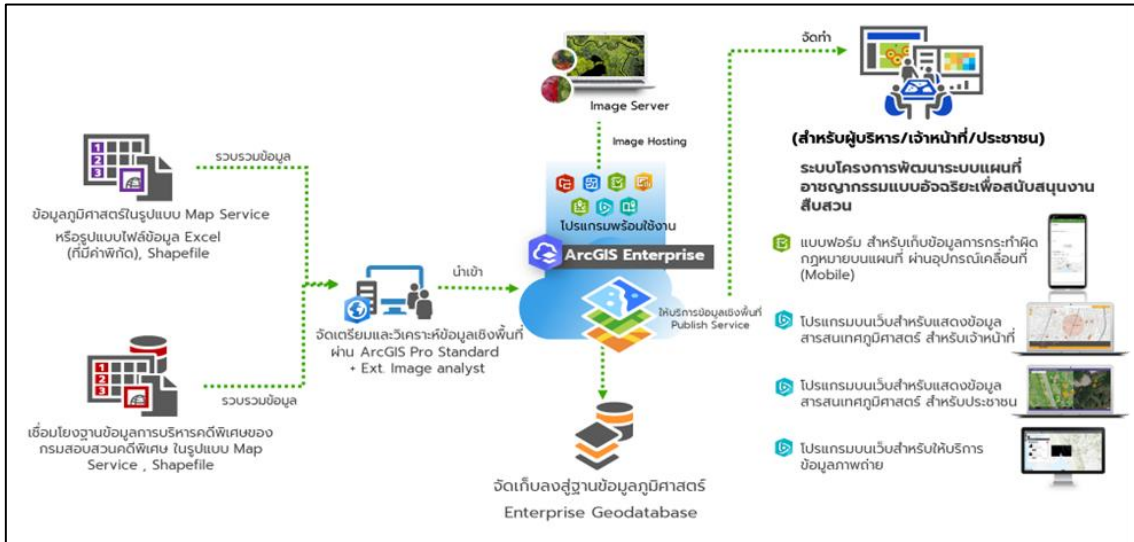 จัดทำ
Image Server
Image Hosting
(สำหรับผู้บริหาร/เจ้าหน้าที่/ประชาชน)
ระบบโครงการพัฒนาระบบแผนที่
อาชญากรรมแบบอัจฉริยะเพื่อสนับสนุนงาน
สืบสวน
รวบรวมข้อมูล
1
2
3
ข้อมูลภูมิศาสตร์ในรูปแบบ Map Service
หรือรูปแบบไฟล์ข้อมูล Excel
(ที่มีค่าพิกัด), Shapefile
โปรแกรมพร้อมใช้งาน
ArcGIS Enterprise
นำเข้า
ให้บริการข้อมูลเชิงพื้นที่
Publish Service
จัดเตรียมและวิเคราะห์ข้อมูลเชิงพื้นที่
ผ่าน ArcGIS Pro Standard
+ Ext. Image analyst
แบบฟอร์ม สำหรับเก็บข้อมูลการกระทำผิด
กฎหมายบนแผนที่ ผ่านอุปกรณ์เคลื่อนที่
(Mobile)
โปรแกรมบนเว็บสำหรับแสดงข้อมูล
สารสนเทศภูมิศาสตร์ สำหรับเจ้าหน้าที่
โปรแกรมบนเว็บสำหรับแสดงข้อมูล
สารสนเทศภูมิศาสตร์ สำหรับประชาชน
โปรแกรมบนเว็บสำหรับให้บริการ
ข้อมูลภาพถ่าย
1
2
3
รวบรวมข้อมูล
เชื่อมโยงฐานข้อมูลการบริหารคดีพิเศษของ
กรมสอบสวนคดีพิเศษ ในรูปแบบ Map
Service , Shapefile
จัดเก็บลงสู่ฐานข้อมูลภูมิศาสตร์
Enterprise Geodatabase